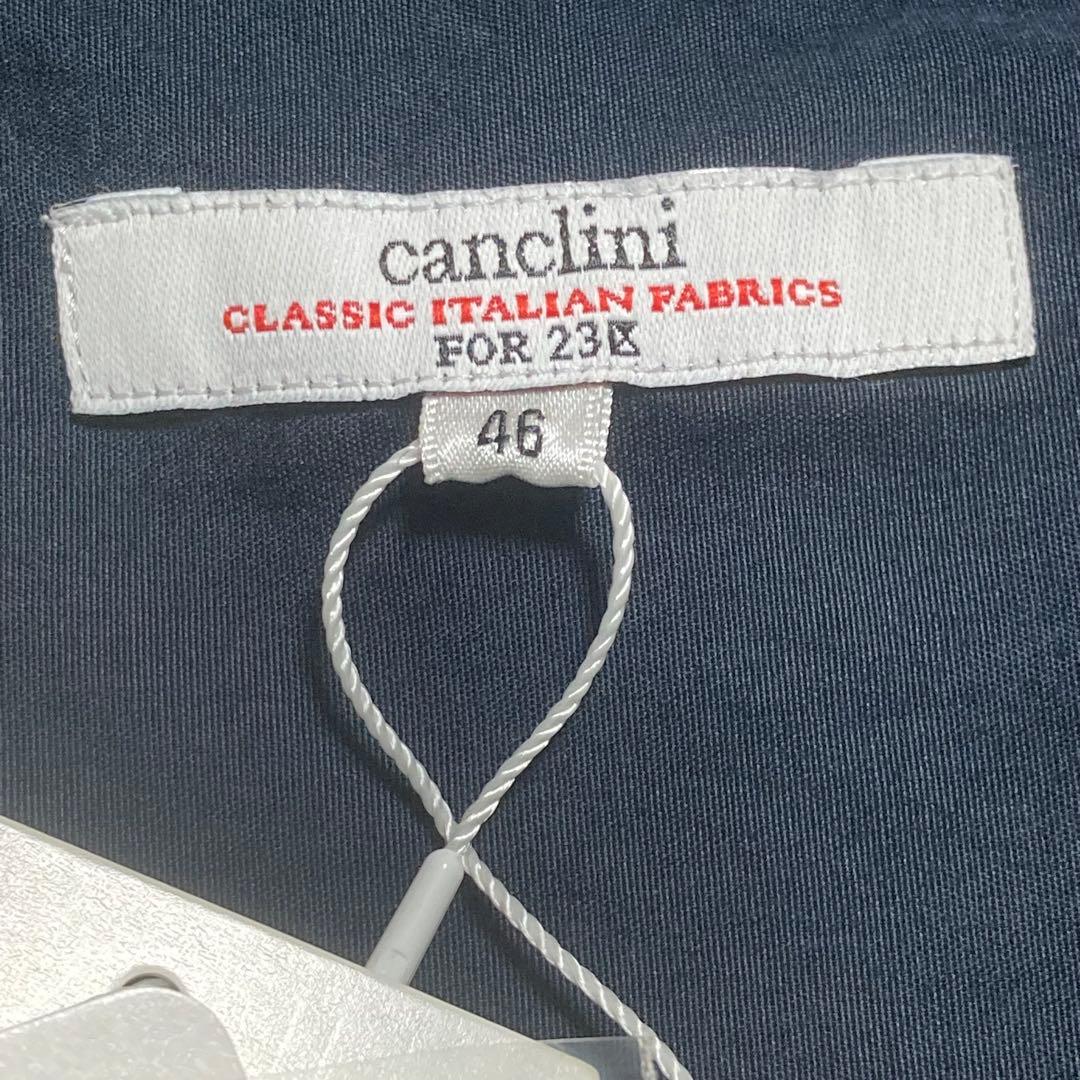 canclini
CLASSIC ITALIAN FABRICS
FOR 23区
46